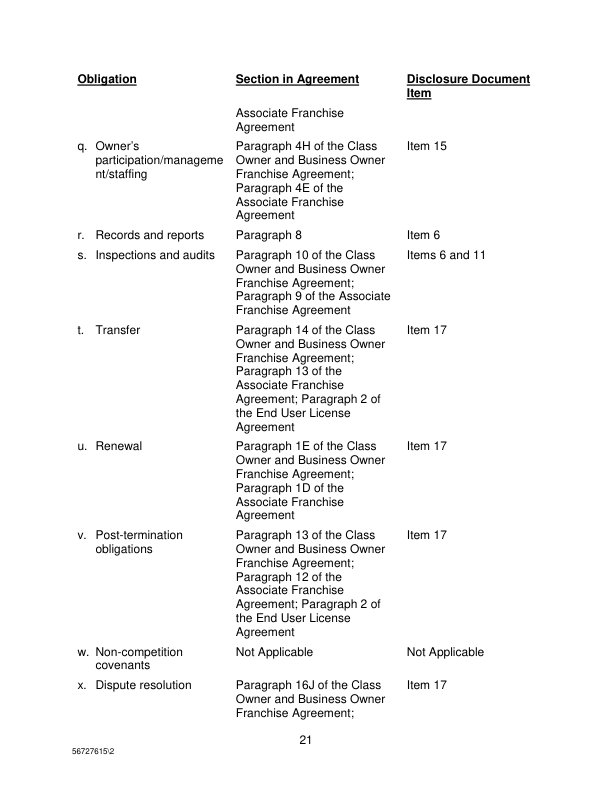 Obligation Section in Agreement Disclosure Document
Item
Associate Franchise
Agreement
q. Owner's Paragraph 4H of the Class Item 15
participation/manageme Owner and Business Owner
nt/staffing Franchise Agreement;
Paragraph 4E of the
Associate Franchise
Agreement
r. Records and reports Paragraph 8 Item 6
s. Inspections and audits Paragraph 10 of the Class Items 6 and 11
Owner and Business Owner
Franchise Agreement;
Paragraph 9 of the Associate
Franchise Agreement
t. Transfer Paragraph 14 of the Class Item 17
Owner and Business Owner
Franchise Agreement;
Paragraph 13 of the
Associate Franchise
Agreement; Paragraph 2 of
the End User License
Agreement
u. Renewal Paragraph 1E of the Class Item 17
Owner and Business Owner
Franchise Agreement;
Paragraph 1D of the
Associate Franchise
Agreement
v. Post-termination Paragraph 13 of the Class Item 17
obligations Owner and Business Owner
Franchise Agreement;
Paragraph 12 of the
Associate Franchise
Agreement; Paragraph 2 of
the End User License
Agreement
w. Non-competition Not Applicable Not Applicable
covenants
x. Dispute resolution Paragraph 16J of the Class Item 17
Owner and Business Owner
Franchise Agreement;
21
56727615\2